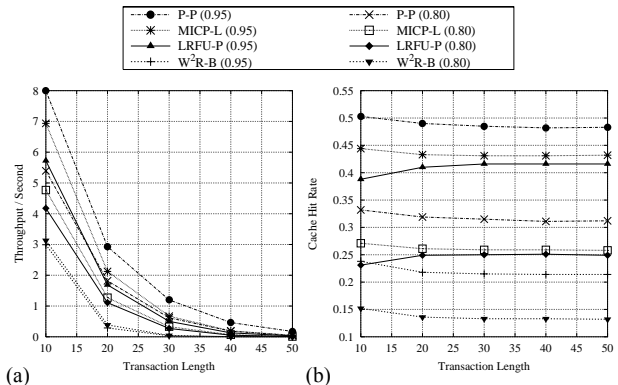 P-P (0.95)
MICP-L (0.95)
LRFU-P (0.95)
W²R-B (0.95)
P-P (0.80)
MICP-L (0.80)
LRFU-P (0.80)
W²R-B (0.80)
8
7
6
5
4
3
2
1
0
Throughput / Second
10 20 30 40 50
Transaction Length
(a)
0.55
0.5
0.45
0.4
0.35
0.3
0.25
0.2
0.15
0.1
Cache Hit Rate
10 20 30 40 50
Transaction Length
(b)